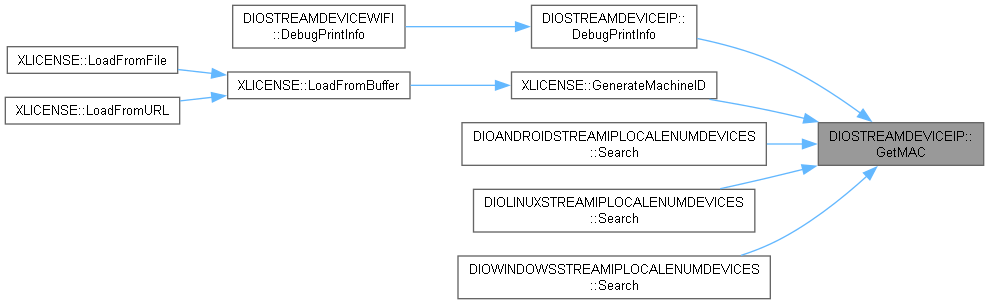 DIOSTREAMDEVICEWIFI
::DebugPrintInfo
DIOSTREAMDEVICEIP::
DebugPrintInfo
XLICENSE::LoadFromFile
XLICENSE::LoadFromBuffer
XLICENSE::GenerateMachineID
XLICENSE::LoadFromURL
DIOANDROIDSTREAMIPLOCALENUMDEVICES
::Search
DIOSTREAMDEVICEIP::
GetMAC
DIOLINUXSTREAMIPLOCALENUMDEVICES
::Search
DIOWINDOWSSTREAMIPLOCALENUMDEVICES
::Search